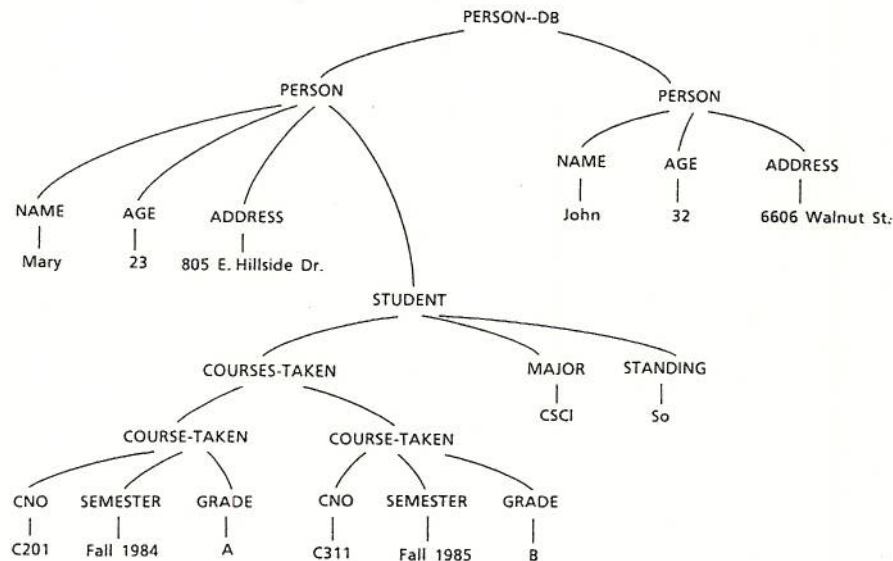 PERSON--DB
PERSON
PERSON
NAME AGE ADDRESS
John 32 6606 Walnut St.
NAME AGE ADDRESS
Mary 23 805 E. Hillside Dr.
STUDENT
COURSES-TAKEN MAJOR STANDING
CSCI So
COURSE-TAKEN COURSE-TAKEN
CNO SEMESTER GRADE CNO SEMESTER GRADE
C201 Fall 1984 A C311 Fall 1985 B